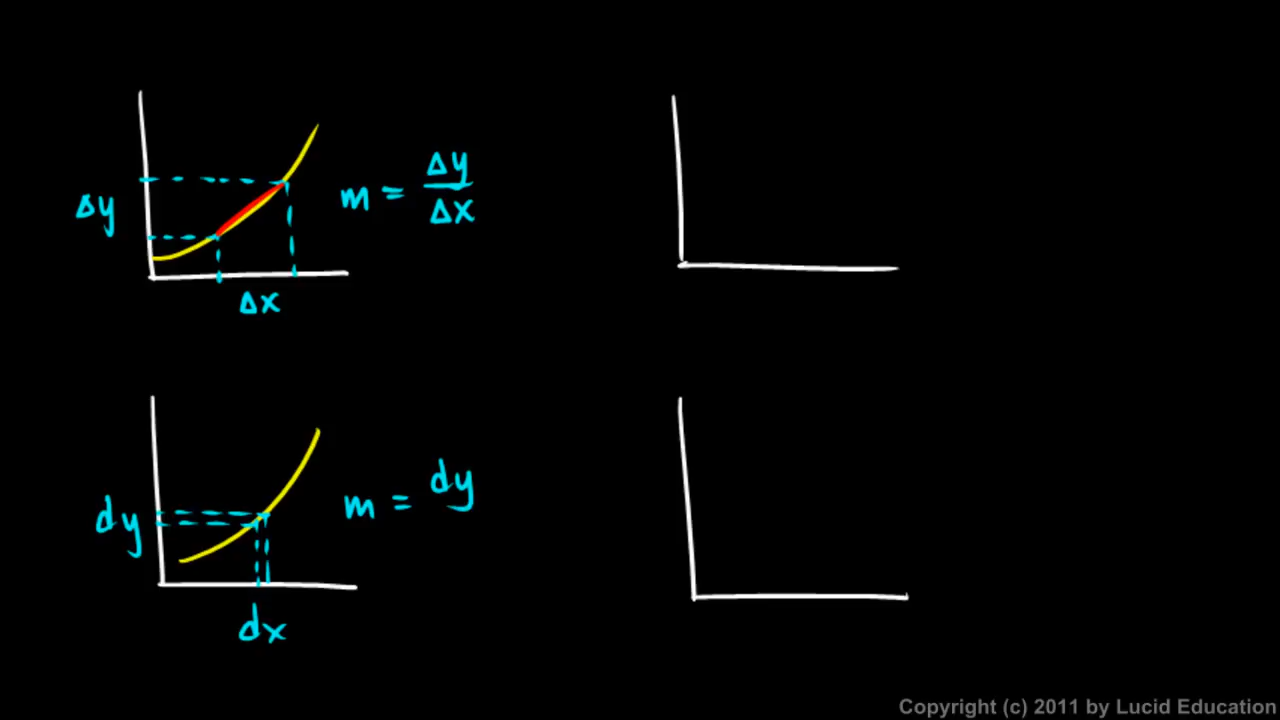 Δy
m = Δy
Δx
Δx
dy
m = dy
dx
Copyright (c) 2011 by Lucid Education